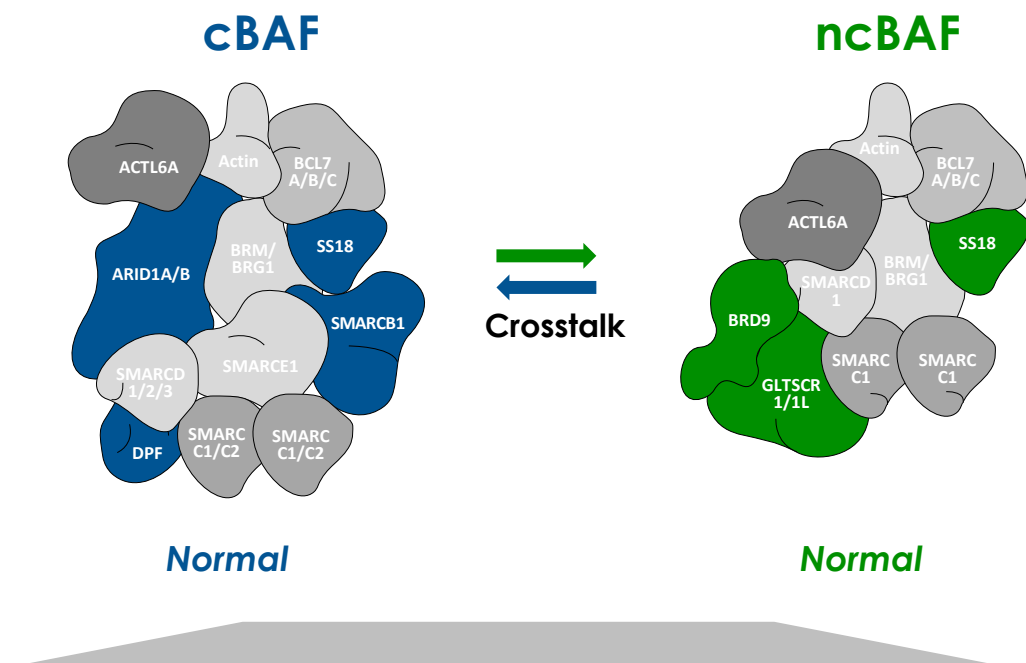 cBAF
ncBAF
ACTL6A
Actin
BCL7
A/B/C
BRM/
BRG1
SS18
ARID1A/B
SMARCB1
SMARCE1
SMARCD
1/2/3
DPF
SMARC
C1/C2
SMARC
C1/C2
Crosstalk
Actin
BCL7
A/B/C
ACTL6A
SS18
BRM/
BRG1
SMARCD
1
BRD9
GLTSCR
1/1L
SMARC
C1
SMARC
C1
Normal
Normal